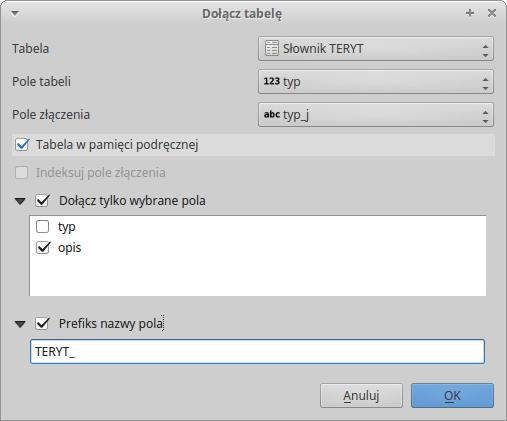 Dołącz tabelę
Tabela
Słownik TERYT
Pole tabeli
123 typ
Pole złączenia
abc typ_j
Tabela w pamięci podręcznej
Indeksuj pole złączenia
Dołącz tylko wybrane pola
typ
opis
Prefiks nazwy pola
TERYT_
Anuluj
OK